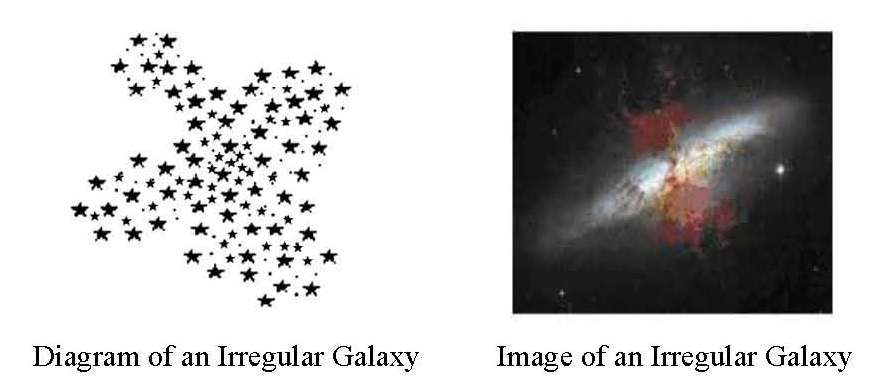 Diagram of an Irregular Galaxy
Image of an Irregular Galaxy